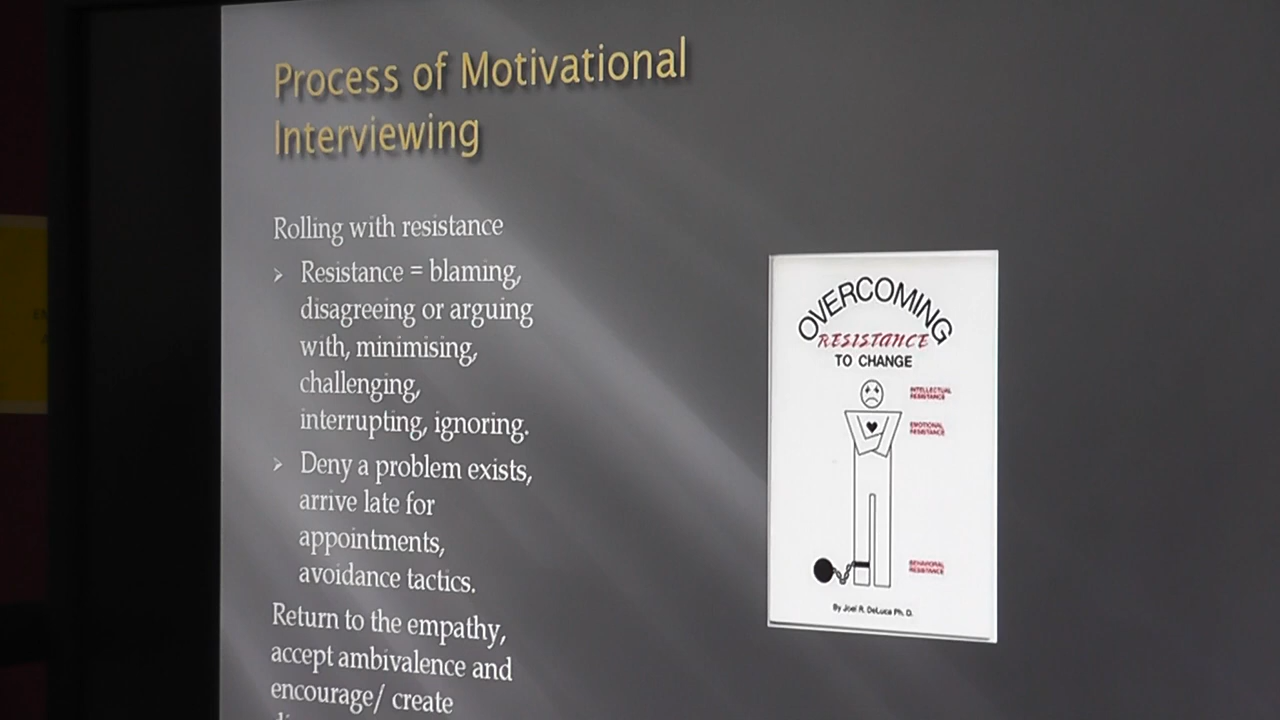 Process of Motivational
Interviewing
Rolling with resistance
Resistance = blaming,
disagreeing or arguing
with, minimising,
challenging,
interrupting, ignoring.
Deny a problem exists,
arrive late for
appointments,
avoidance tactics.
Return to the empathy,
accept ambivalence and
encourage/ create
OVERCOMING
RESISTANCE
TO CHANGE
INTELLECTUAL
RESISTANCE
EMOTIONAL
RESISTANCE
BEHAVIORAL
RESISTANCE
By Joel R. DeLuca Ph. D.